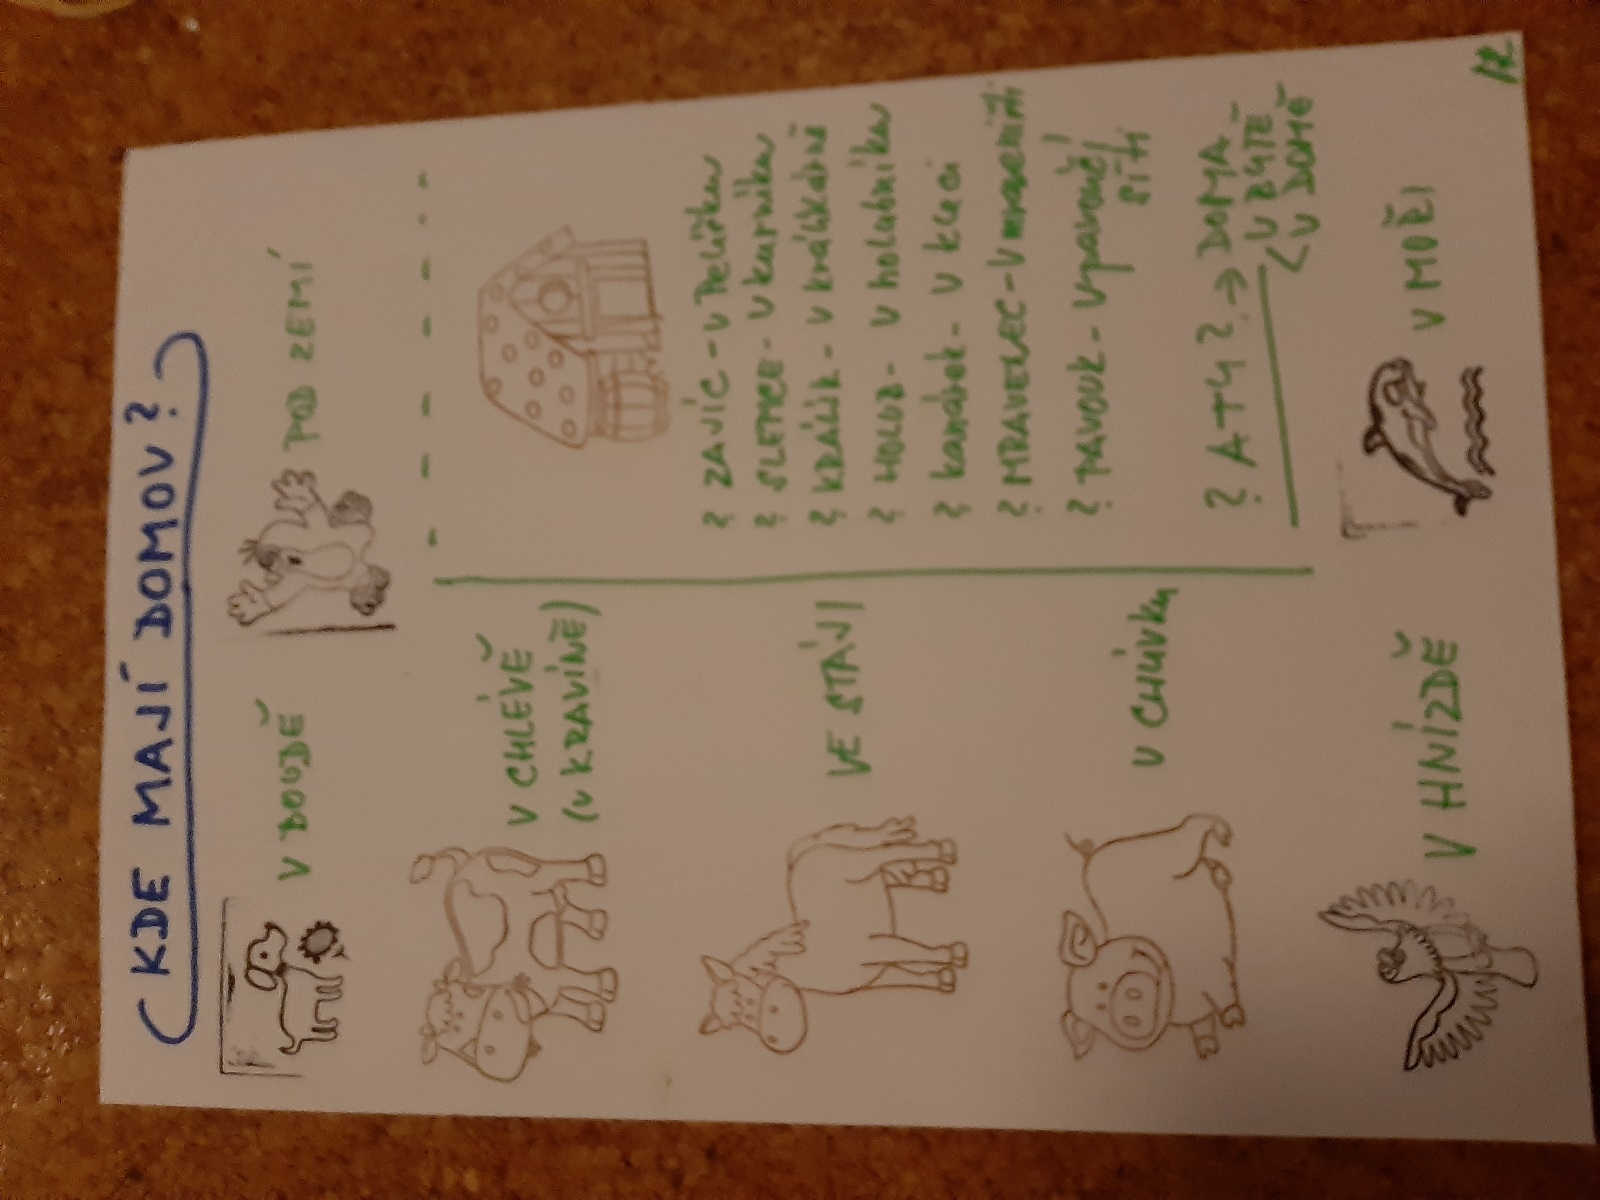 KDE MAJÍ DOMOV?
V BOUDĚ
POD ZEMÍ
V CHLÉVĚ
(V KRAVÍNĚ)
VE STÁJI
V CHLÍVKU
V HNÍZDĚ
V MOŘI
? ZAJÍC - V PELÍŠKU
? SLEPICE - V KURNÍKU
? KRÁLÍK - V KRÁLÍKÁRNĚ
? HOLUB - V HOLUBNÍKU
? KANÁREK - V KLECI
? MRAVENEC - V MRAVENIŠTI
? PAVOUK - V PAVOUČÍ
SÍTI
? A TY? → DOMA
V BYTĚ
V DOMĚ